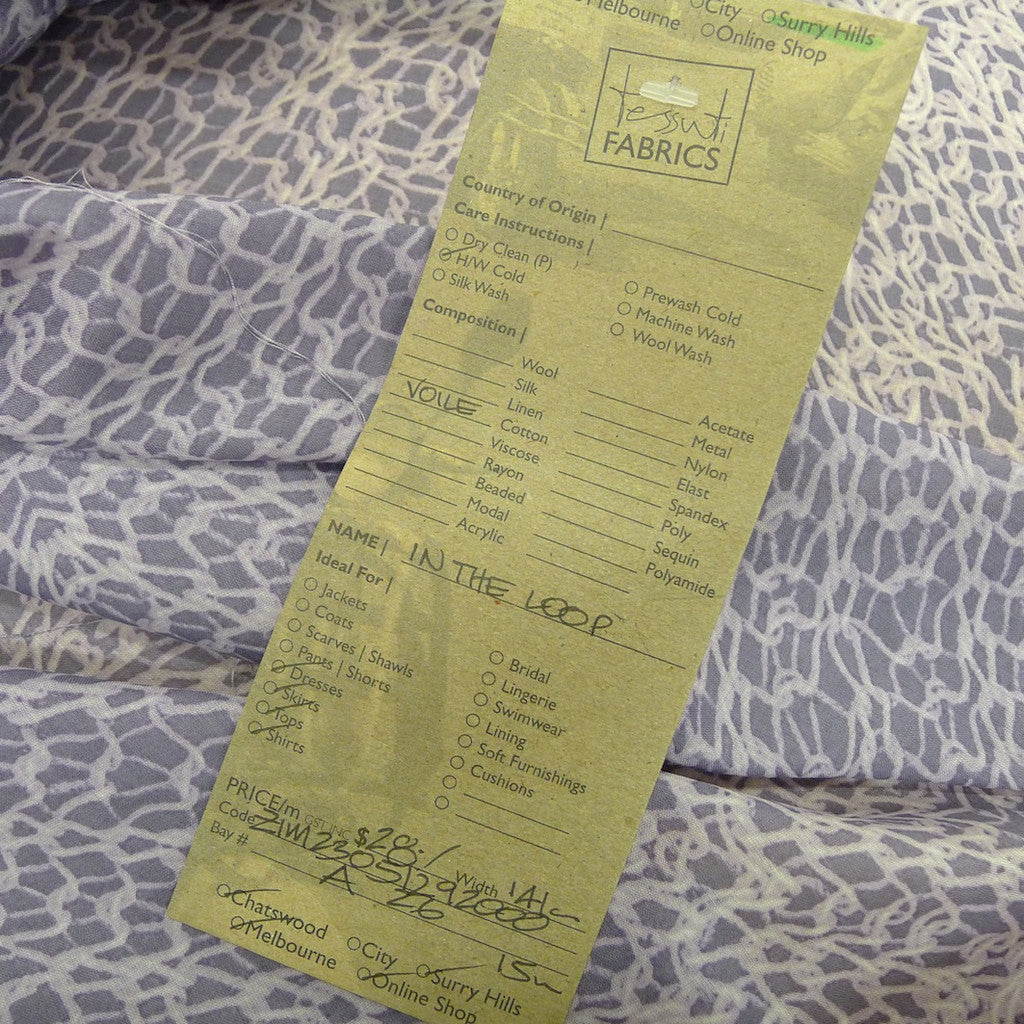 Melbourne
City
Surry Hills
Online Shop
tessuti
FABRICS
Country of Origin |
Care Instructions |
Dry Clean (P)
H/W Cold
Silk Wash
Prewash Cold
Machine Wash
Wool Wash
Composition |
Wool
Silk
Linen
VOILE Cotton
Viscose
Rayon
Beaded
Modal
Acrylic
Acetate
Metal
Nylon
Elast
Spandex
Poly
Sequin
Polyamide
NAME | IN THE LOOP
Ideal For |
Jackets
Coats
Scarves | Shawls
Pants | Shorts
Dresses
Skirts
Tops
Shirts
Bridal
Lingerie
Swimwear
Lining
Soft Furnishings
Cushions
PRICE/m GST INC
Code
Width
Bay # A 26
15m
Chatswood
Melbourne
City
Surry Hills
Online Shop